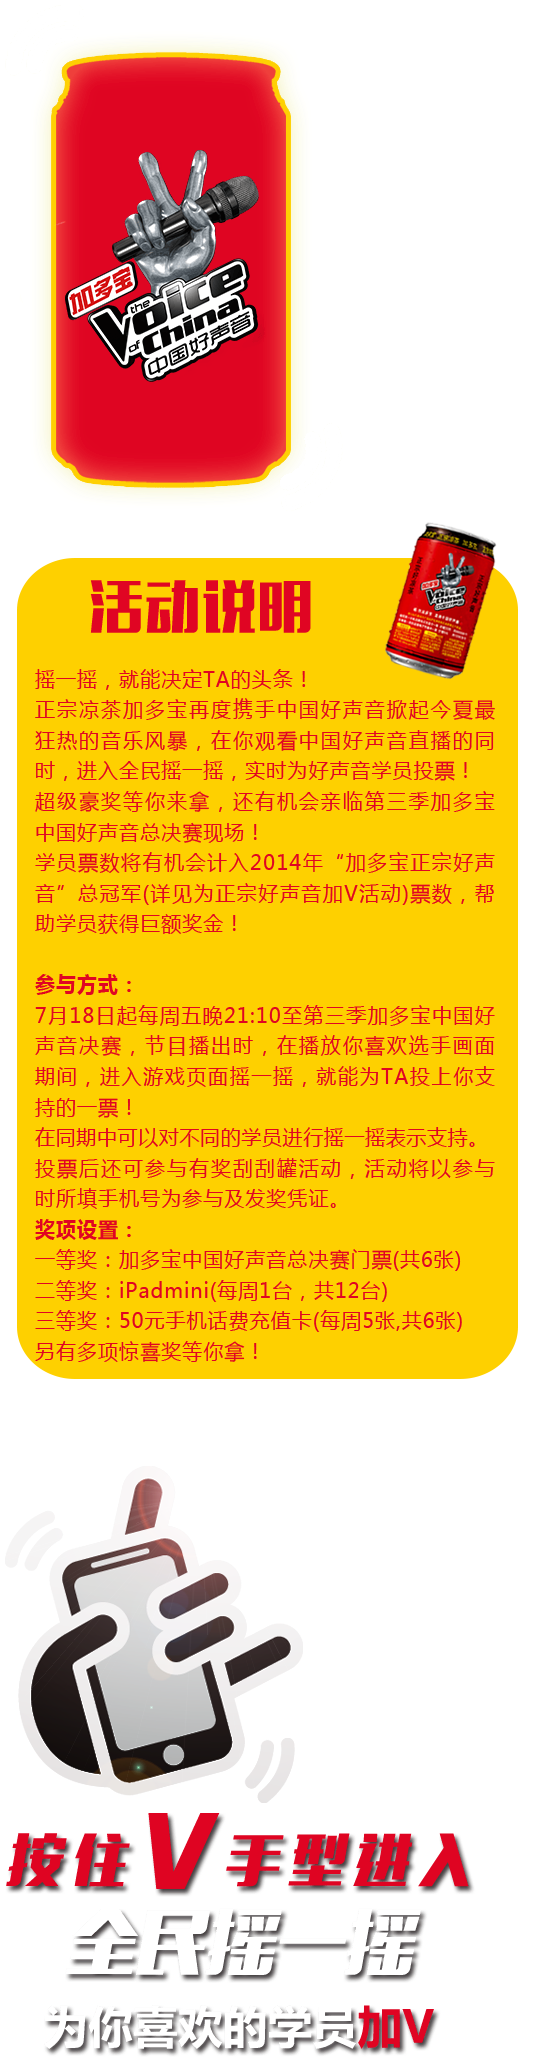 加多宝
the
Voice
of China
中国好声音
活动说明
加多宝
Voice
of China
摇一摇，就能决定TA的头条！
正宗凉茶加多宝再度携手中国好声音掀起今夏最
狂热的音乐风暴，在你观看中国好声音直播的同
时，进入全民摇一摇，实时为好声音学员投票！
超级豪奖等你来拿，还有机会亲临第三季加多宝
中国好声音总决赛现场！
学员票数将有机会计入2014年“加多宝正宗好声
音”总冠军(详见为正宗好声音加V活动)票数，帮
助学员获得巨额奖金！
参与方式：
7月18日起每周五晚21:10至第三季加多宝中国好
声音决赛，节目播出时，在播放你喜欢选手画面
期间，进入游戏页面摇一摇，就能为TA投上你支
持的一票！
在同期中可以对不同的学员进行摇一摇表示支持。
投票后还可参与有奖刮刮罐活动，活动将以参与
时所填手机号为参与及发奖凭证。
奖项设置：
一等奖：加多宝中国好声音总决赛门票(共6张)
二等奖：iPadmini(每周1台，共12台)
三等奖：50元手机话费充值卡(每周5张,共6张)
另有多项惊喜奖等你拿！
按住V手型进入
全民摇一摇
为你喜欢的学员加V